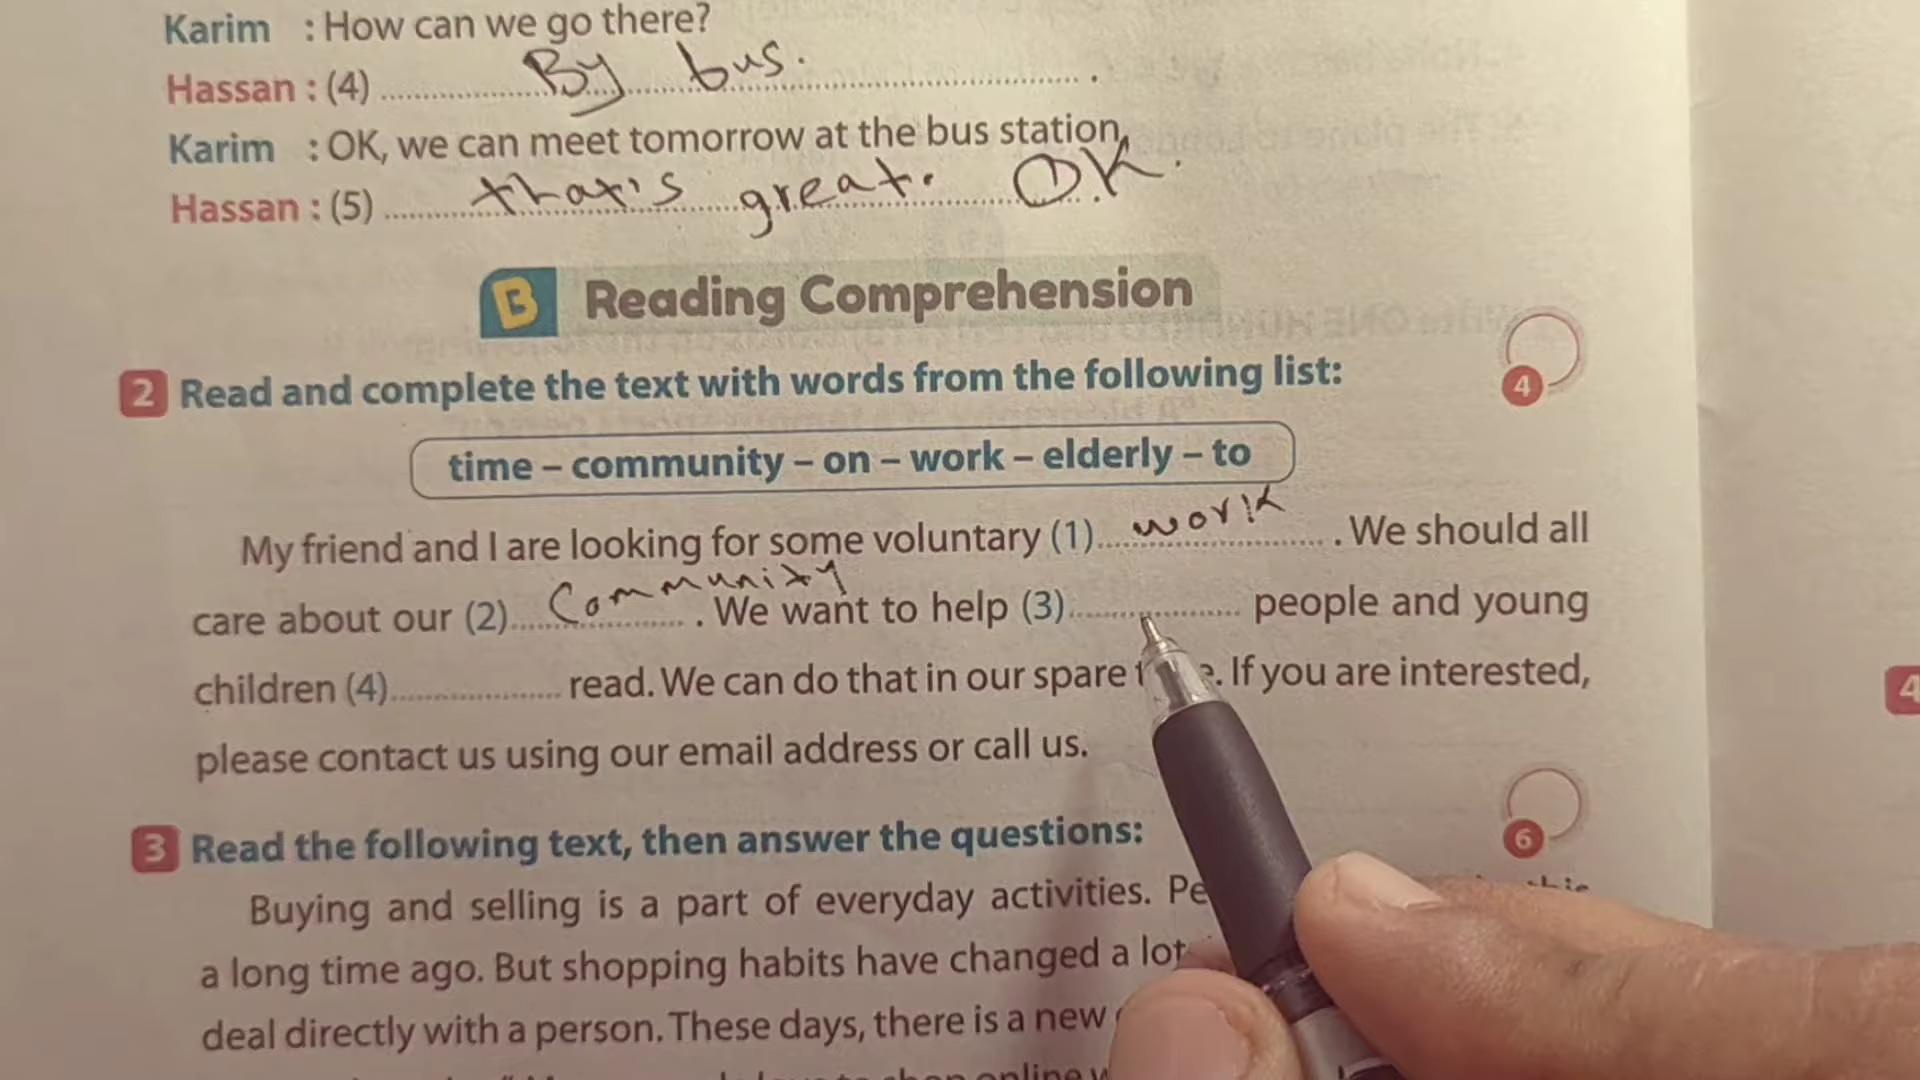 Karim : How can we go there?
Hassan : (4) By bus. .
Karim : OK, we can meet tomorrow at the bus station,
Hassan : (5) that's great. OK.
B Reading Comprehension
2 Read and complete the text with words from the following list:
4
time – community – on – work – elderly – to
My friend and I are looking for some voluntary (1) work . We should all
care about our (2) Community . We want to help (3) people and young
children (4) read. We can do that in our spare . If you are interested,
please contact us using our email address or call us.
3 Read the following text, then answer the questions:
6
Buying and selling is a part of everyday activities.
a long time ago. But shopping habits have changed a lot
deal directly with a person. These days, there is a new
shop online
4